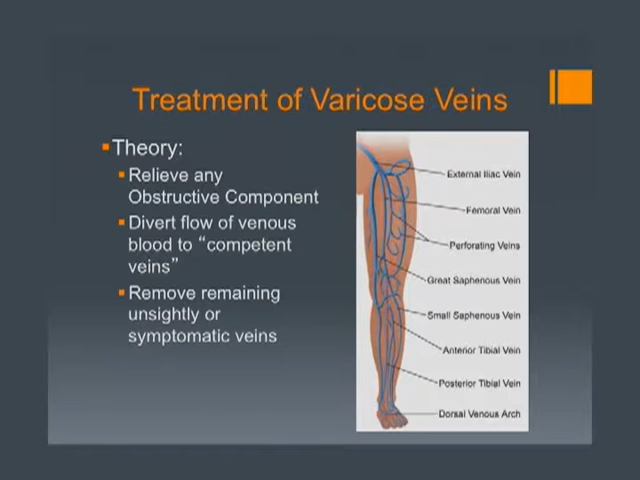 Treatment of Varicose Veins
Theory:
Relieve any
Obstructive Component
Divert flow of venous
blood to “competent
veins”
Remove remaining
unsightly or
symptomatic veins
External Iliac Vein
Femoral Vein
Perforating Veins
Great Saphenous Vein
Small Saphenous Vein
Anterior Tibial Vein
Posterior Tibial Vein
Dorsal Venous Arch